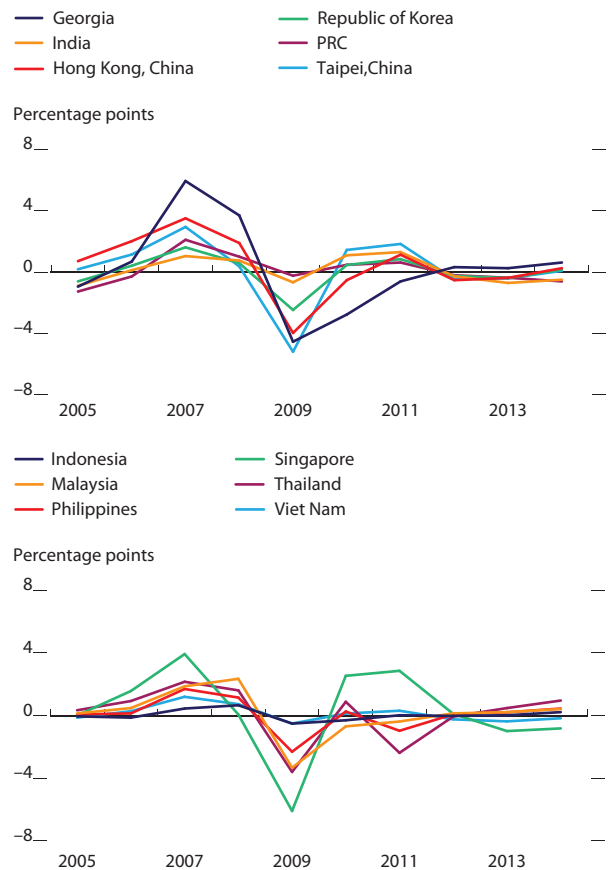 Georgia
Republic of Korea
India
PRC
Hong Kong, China
Taipei,China
Percentage points
8
4
0
–4
–8
2005 2007 2009 2011 2013
Indonesia
Singapore
Malaysia
Thailand
Philippines
Viet Nam
Percentage points
8
4
0
–4
–8
2005 2007 2009 2011 2013